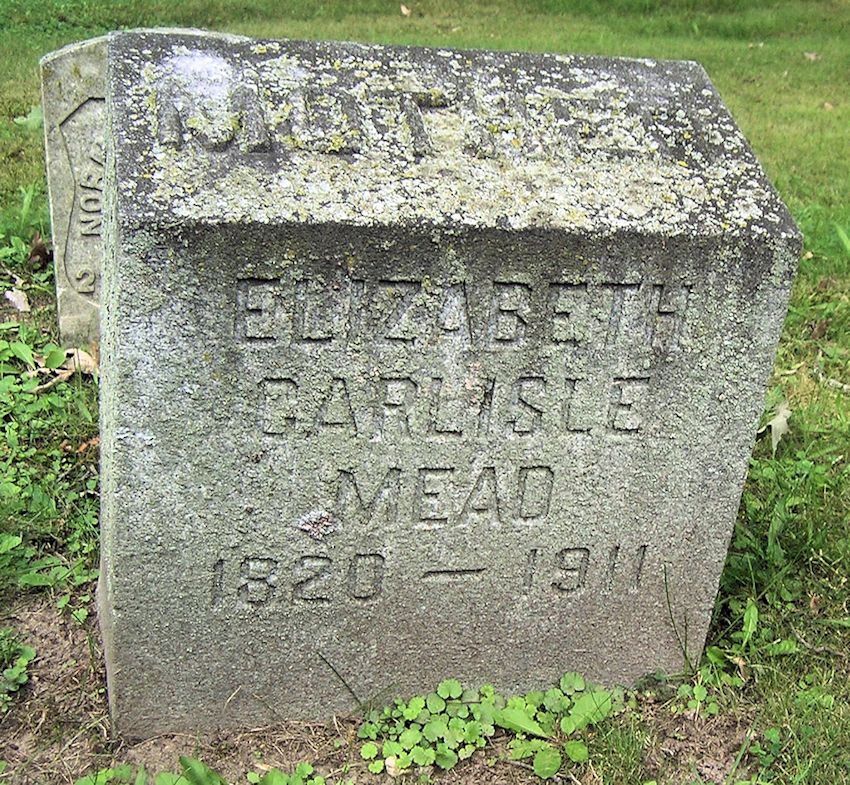 MOTHER
ELIZABETH
CARLISLE
MEAD
1820 — 1911